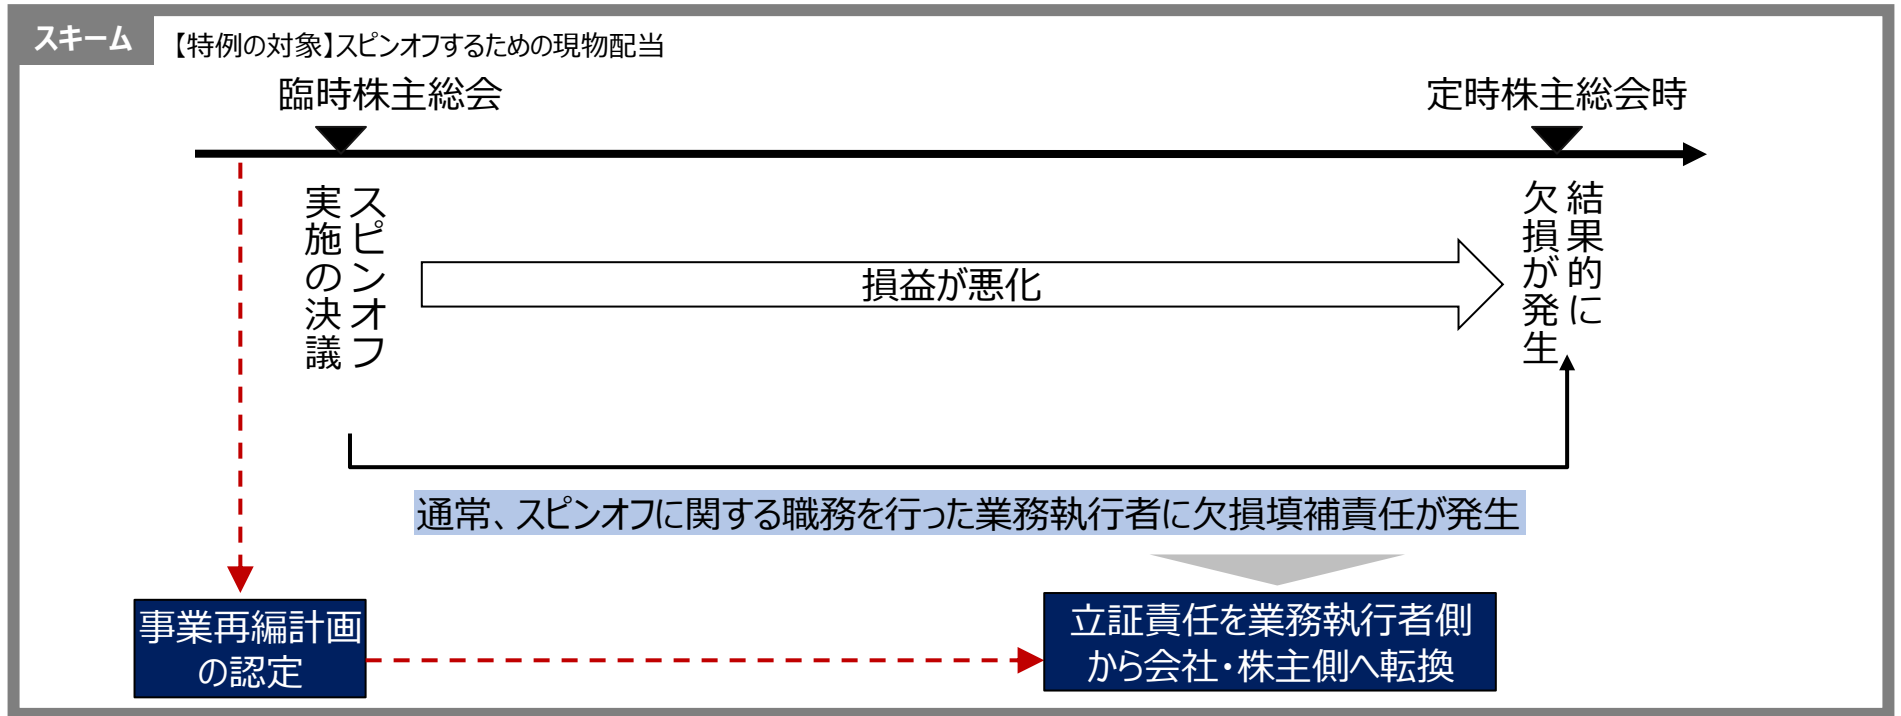 スキーム
【特例の対象】スピンオフするための現物配当
臨時株主総会
定時株主総会時
スピンオフ
実施の決議
損益が悪化
結果的に
欠損が発生
通常、スピンオフに関する職務を行った業務執行者に欠損填補責任が発生
事業再編計画
の認定
立証責任を業務執行者側
から会社・株主側へ転換